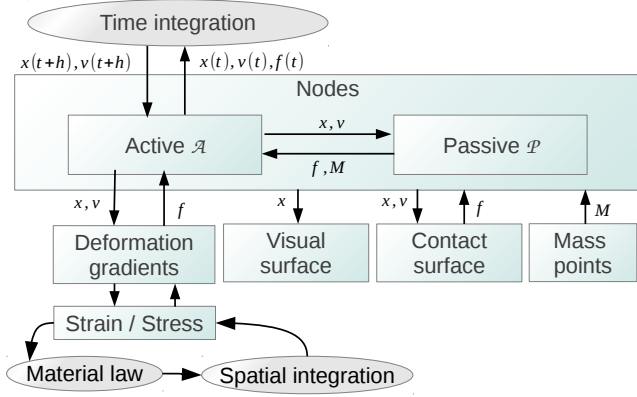 Time integration
x(t+h),v(t+h)
x(t),v(t),f(t)
Nodes
Active 𝒜
x,v
f,M
Passive 𝒫
x,v
f
x
x,v
f
M
Deformation
gradients
Visual
surface
Contact
surface
Mass
points
Strain / Stress
Material law
Spatial integration